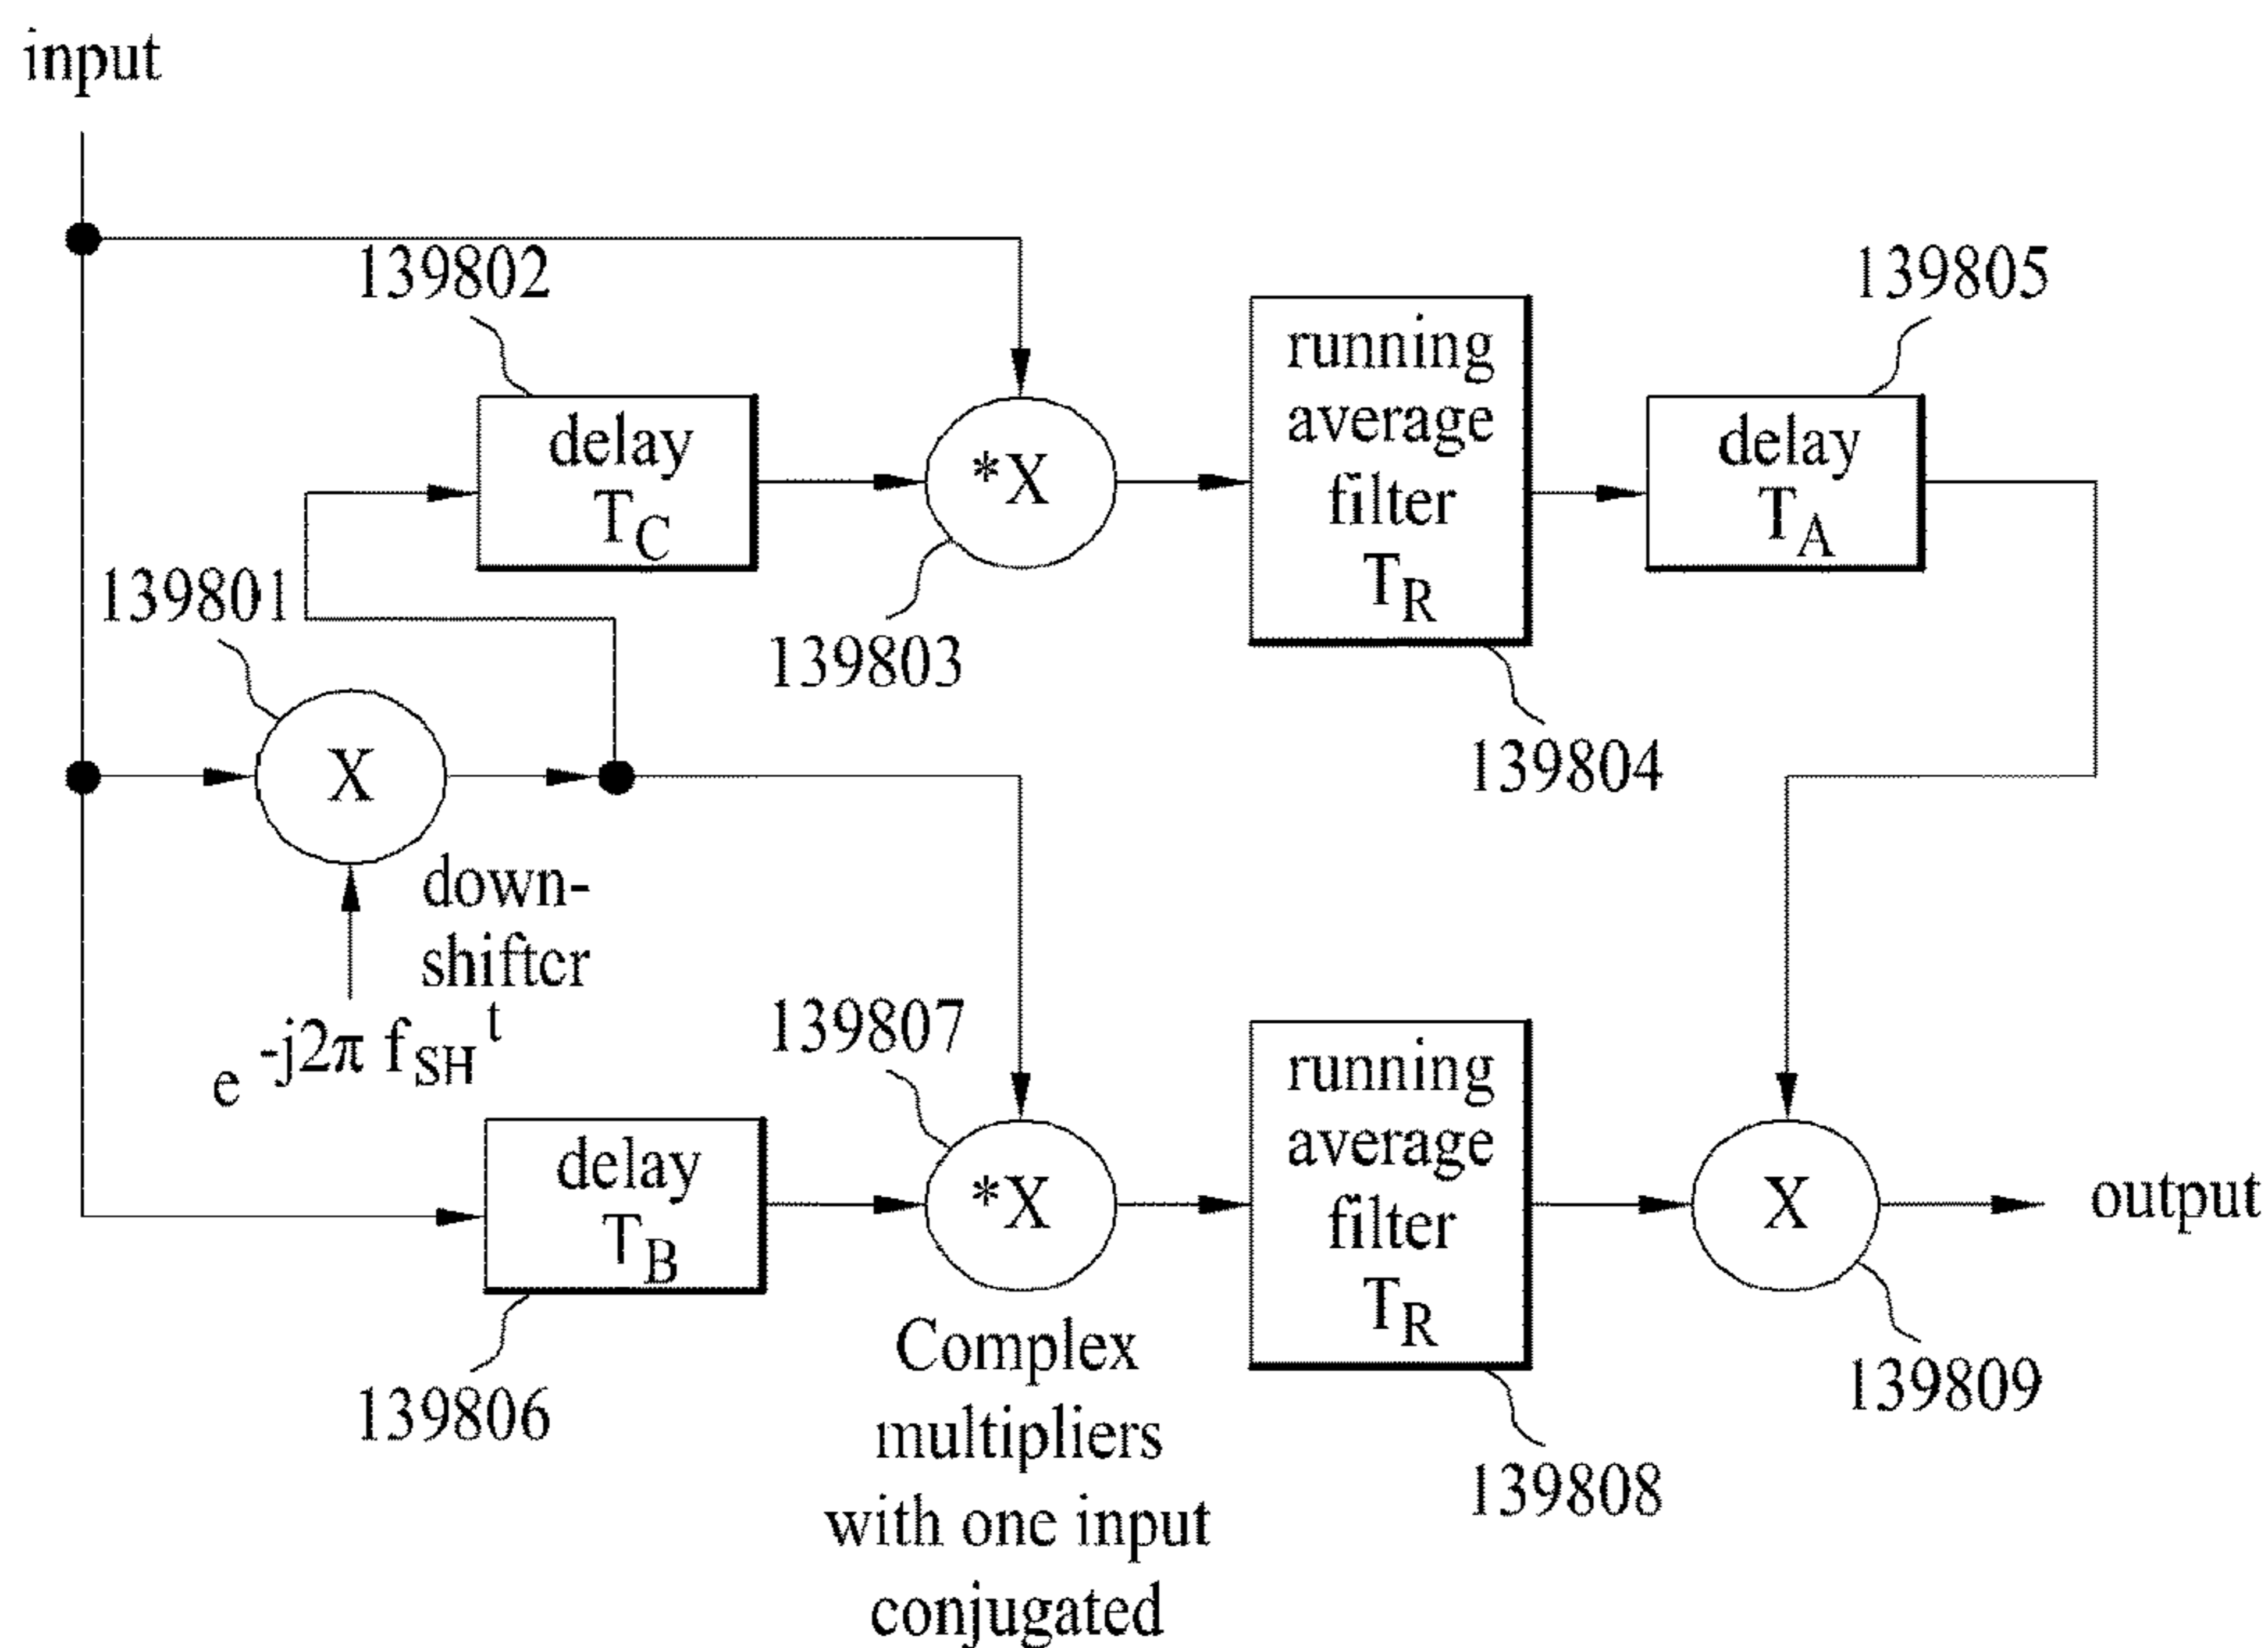 input
139802
139805
running
average
filter
T_R
delay
T_C
*X
delay
T_A
139801
139803
139804
X
down-
shifter
e^-j2π f_SH t
139807
running
average
filter
T_R
delay
T_B
*X
X
output
139806
Complex
multipliers
with one input
conjugated
139809
139808